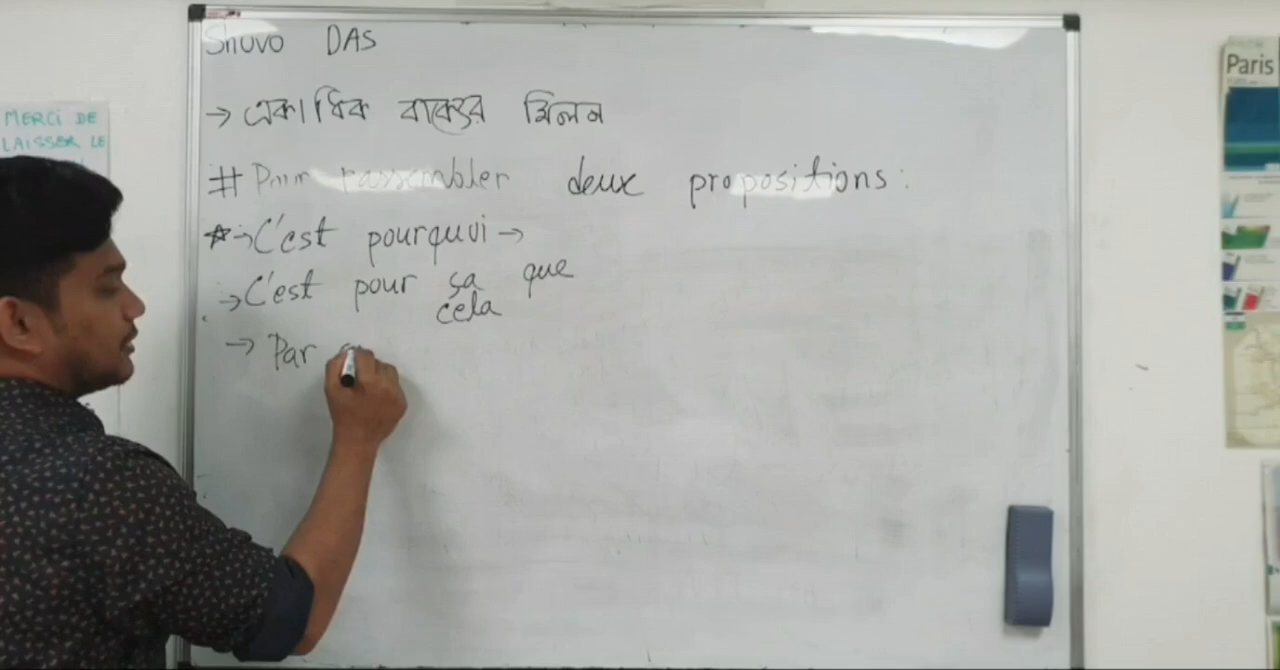 Shuvo DAS
→ একাধিক বাক্যের মিলন
# Pour rassembler deux propositions:
☆→ C'est pourquoi →
→ C'est pour ça que
cela
→ Par
MERCI DE
LAISSER LE
Paris